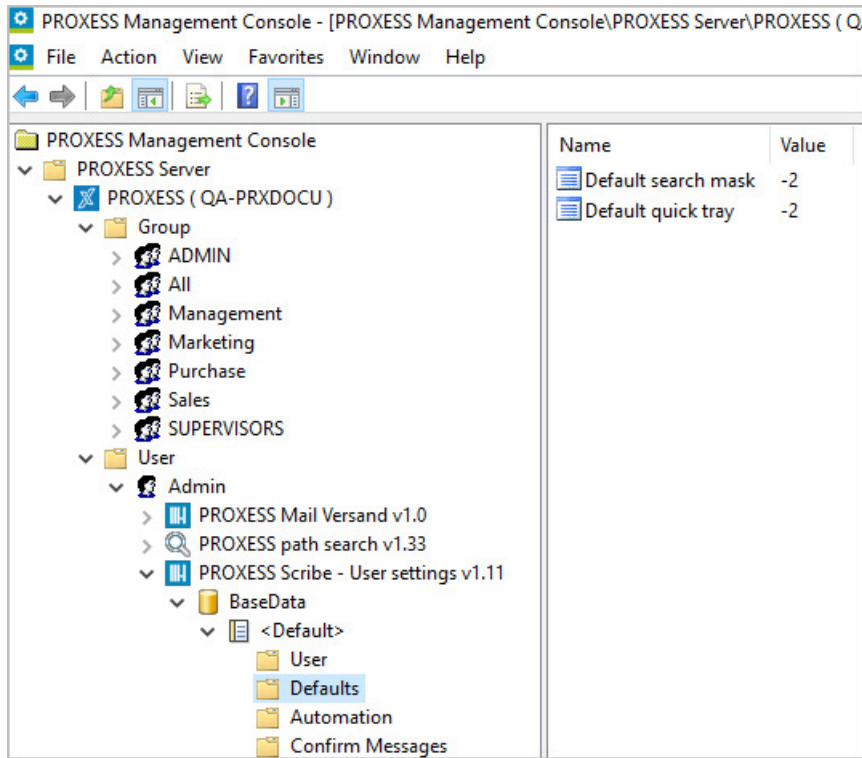 PROXESS Management Console - [PROXESS Management Console\PROXESS Server\PROXESS ( Q
File Action View Favorites Window Help
PROXESS Management Console
PROXESS Server
PROXESS ( QA-PRXDOCU )
Group
ADMIN
All
Management
Marketing
Purchase
Sales
SUPERVISORS
User
Admin
PROXESS Mail Versand v1.0
PROXESS path search v1.33
PROXESS Scribe - User settings v1.11
BaseData
<Default>
User
Defaults
Automation
Confirm Messages
Name Value
Default search mask -2
Default quick tray -2